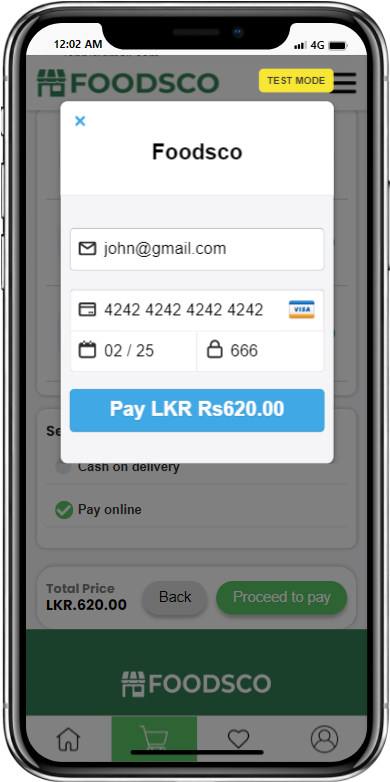 12:02 AM
4G
FOODSCO
TEST MODE
×
Foodsco
john@gmail.com
4242 4242 4242 4242
VISA
02 / 25
666
Pay LKR Rs620.00
Se
Cash on delivery
Pay online
Total Price
LKR.620.00
Back
Proceed to pay
FOODSCO